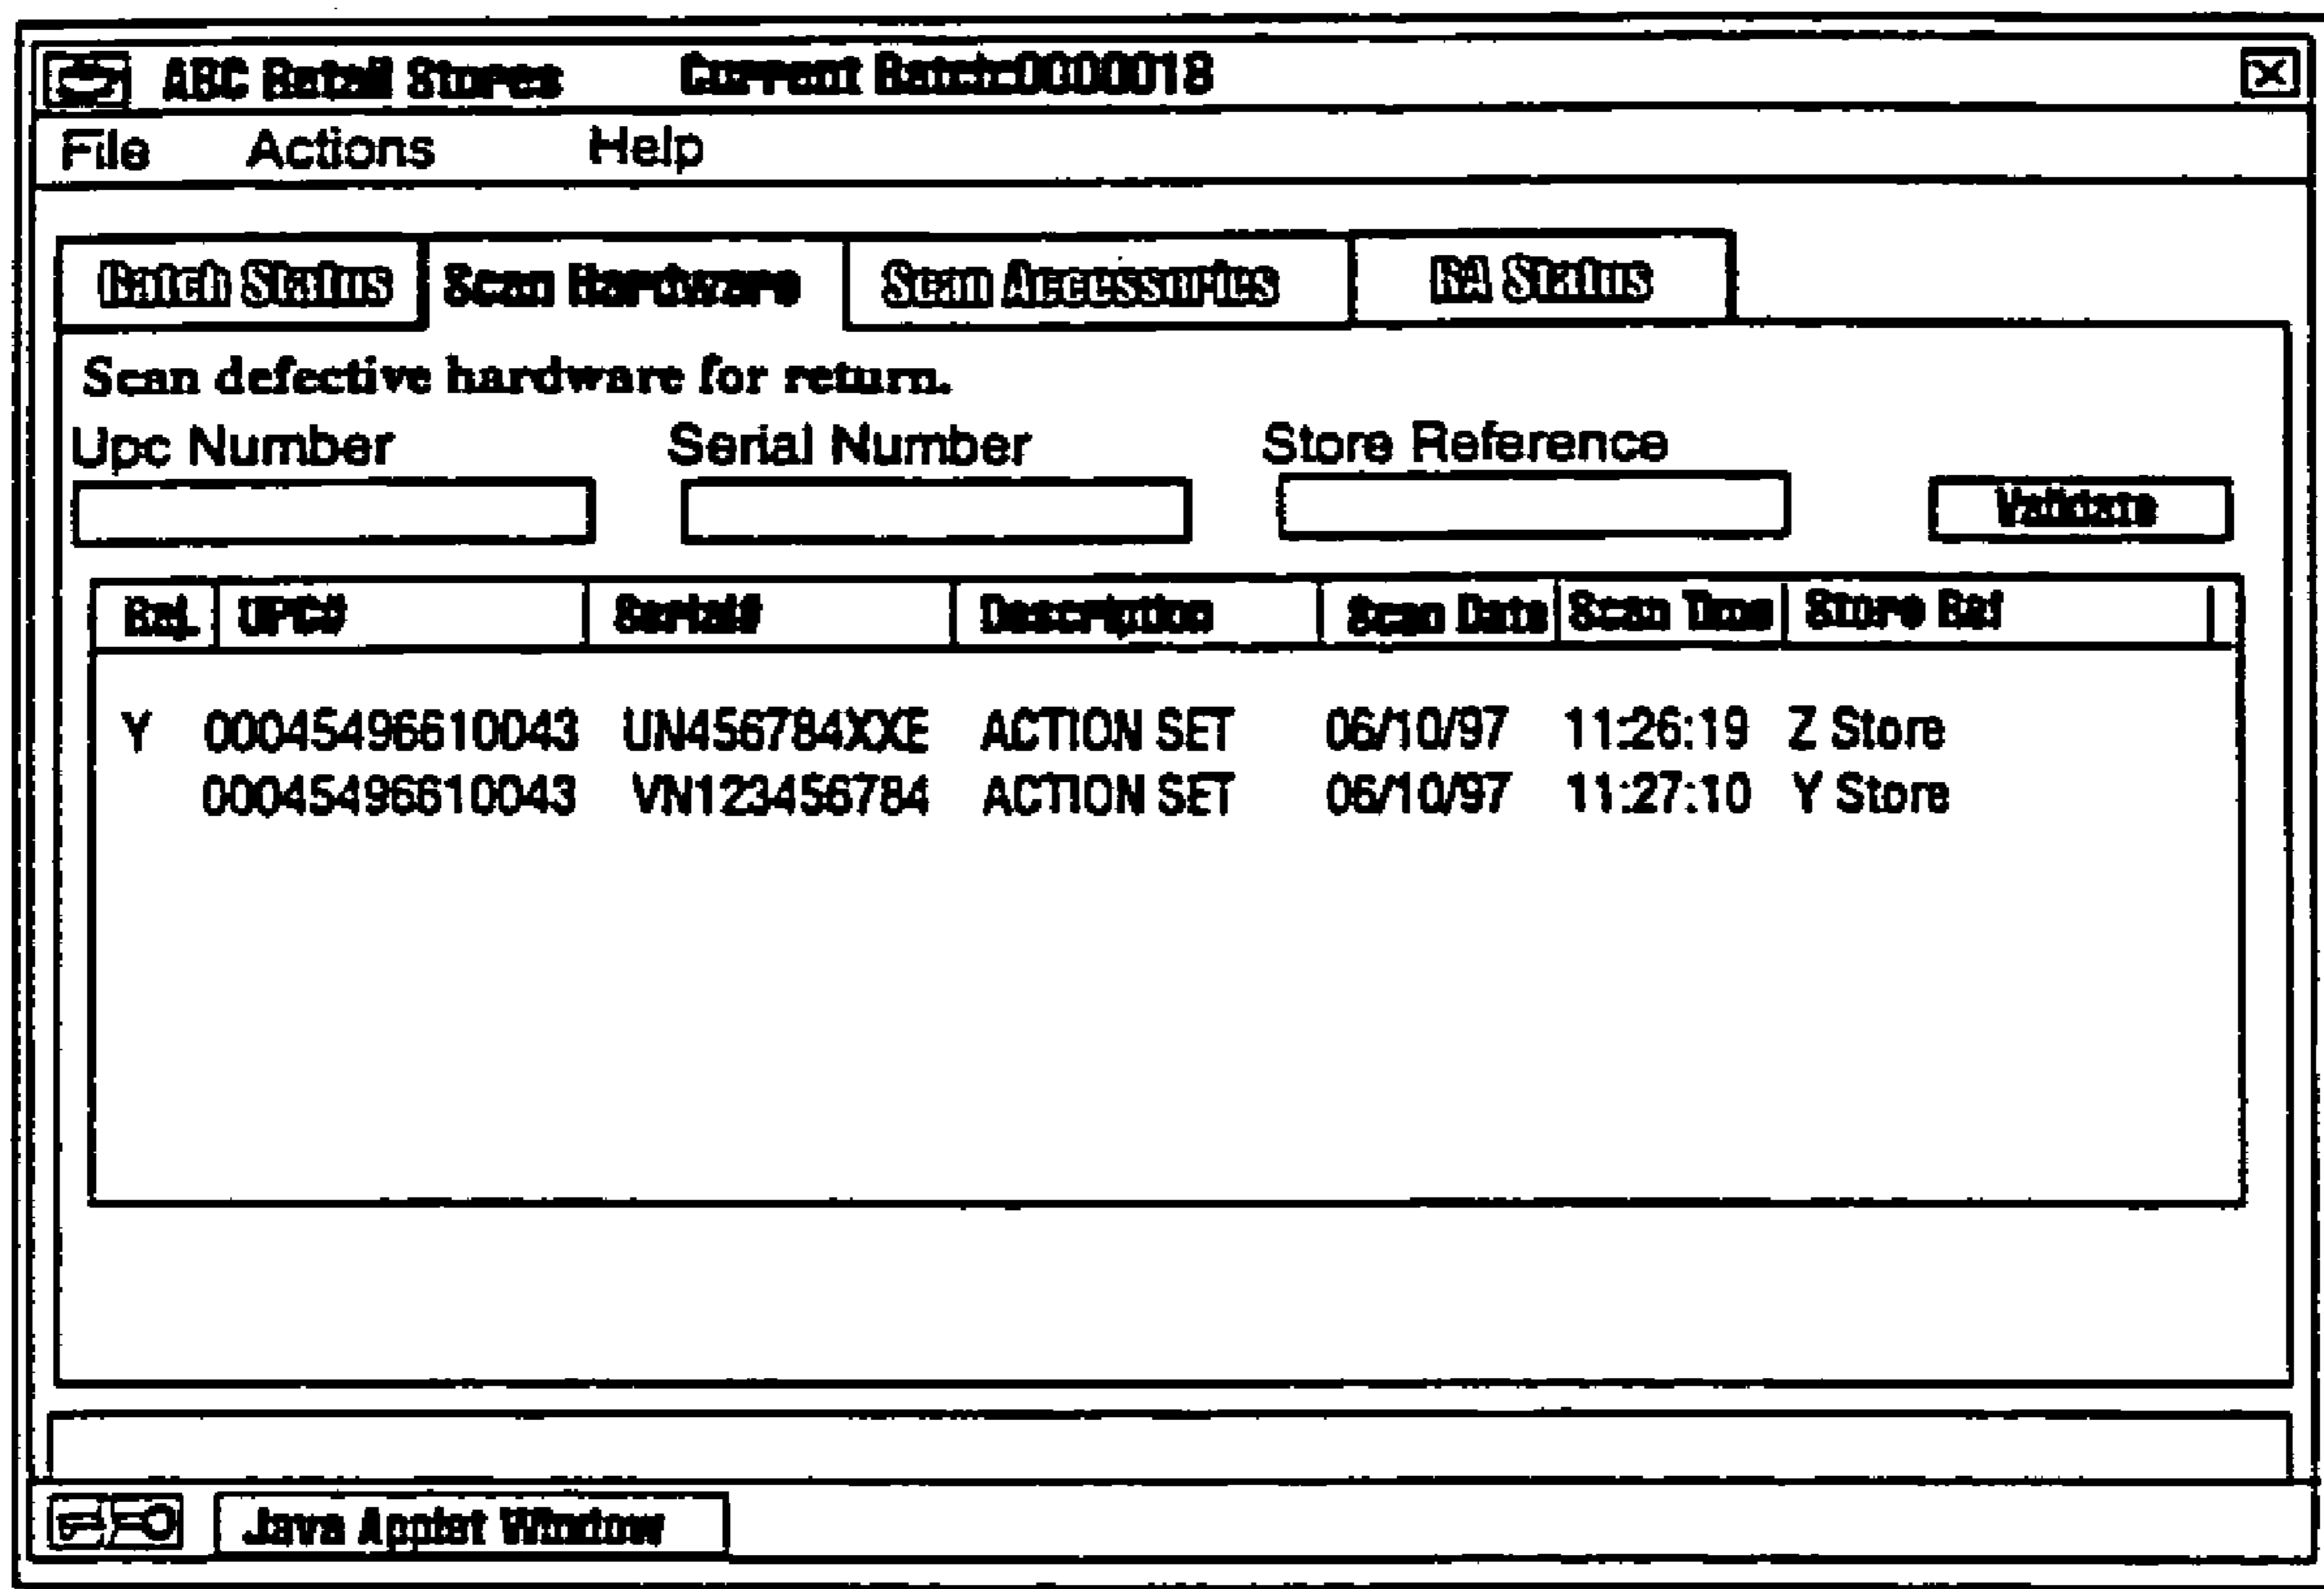 ABC Retail Stores Current Batch:0000018
File Actions Help
Batch Status Scan Hardware Scan Accessories RA Status
Scan defective hardware for return.
Upc Number Serial Number Store Reference
Validate
Rej. UPC# Serial# Description Scan Date Scan Time Store Ref
Y 00045496610043 UN456784XXE ACTION SET 06/10/97 11:26:19 Z Store
00045496610043 VN123456784 ACTION SET 06/10/97 11:27:10 Y Store
Java Applet Window